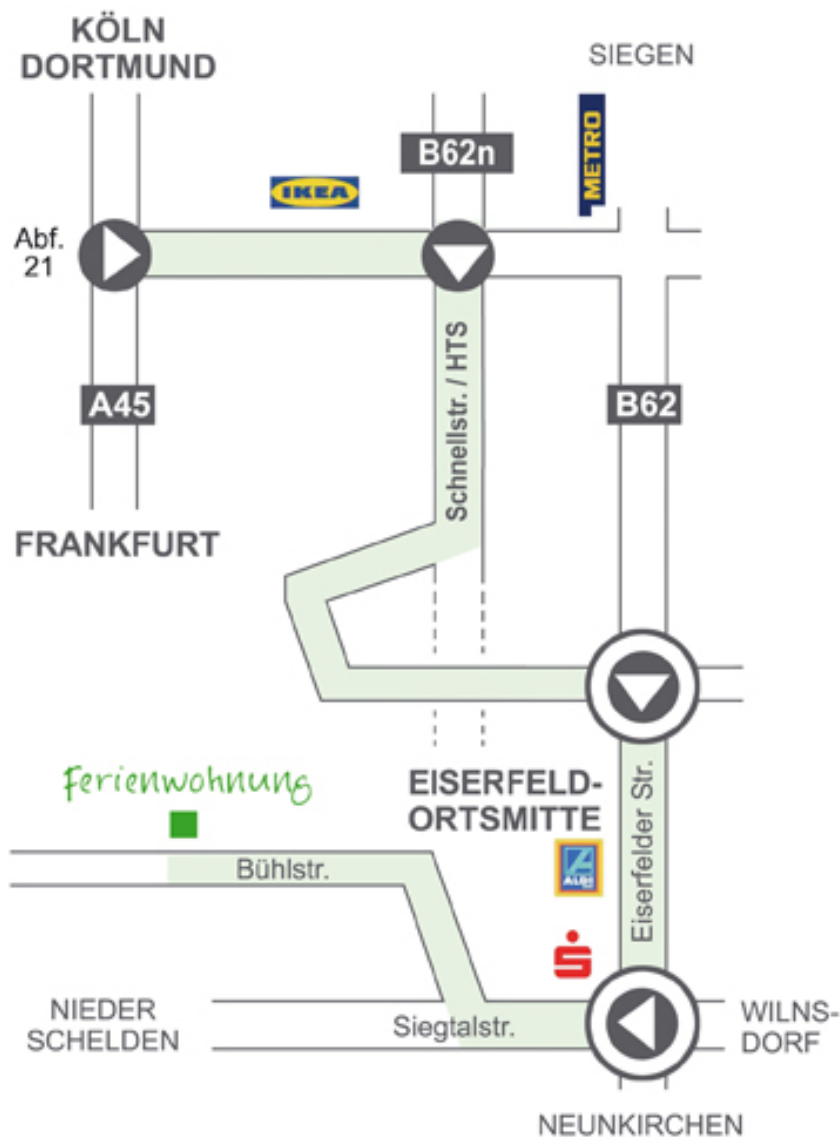 KÖLN
DORTMUND
SIEGEN
B62n
METRO
IKEA
Abf.
21
Schnellstr. / HTS
A45
B62
FRANKFURT
Ferienwohnung
EISERFELD-
ORTSMITTE
Eiserfelder Str.
ALDI
Bühlstr.
NIEDER
SCHELDEN
Siegtalstr.
WILNS-
DORF
NEUNKIRCHEN